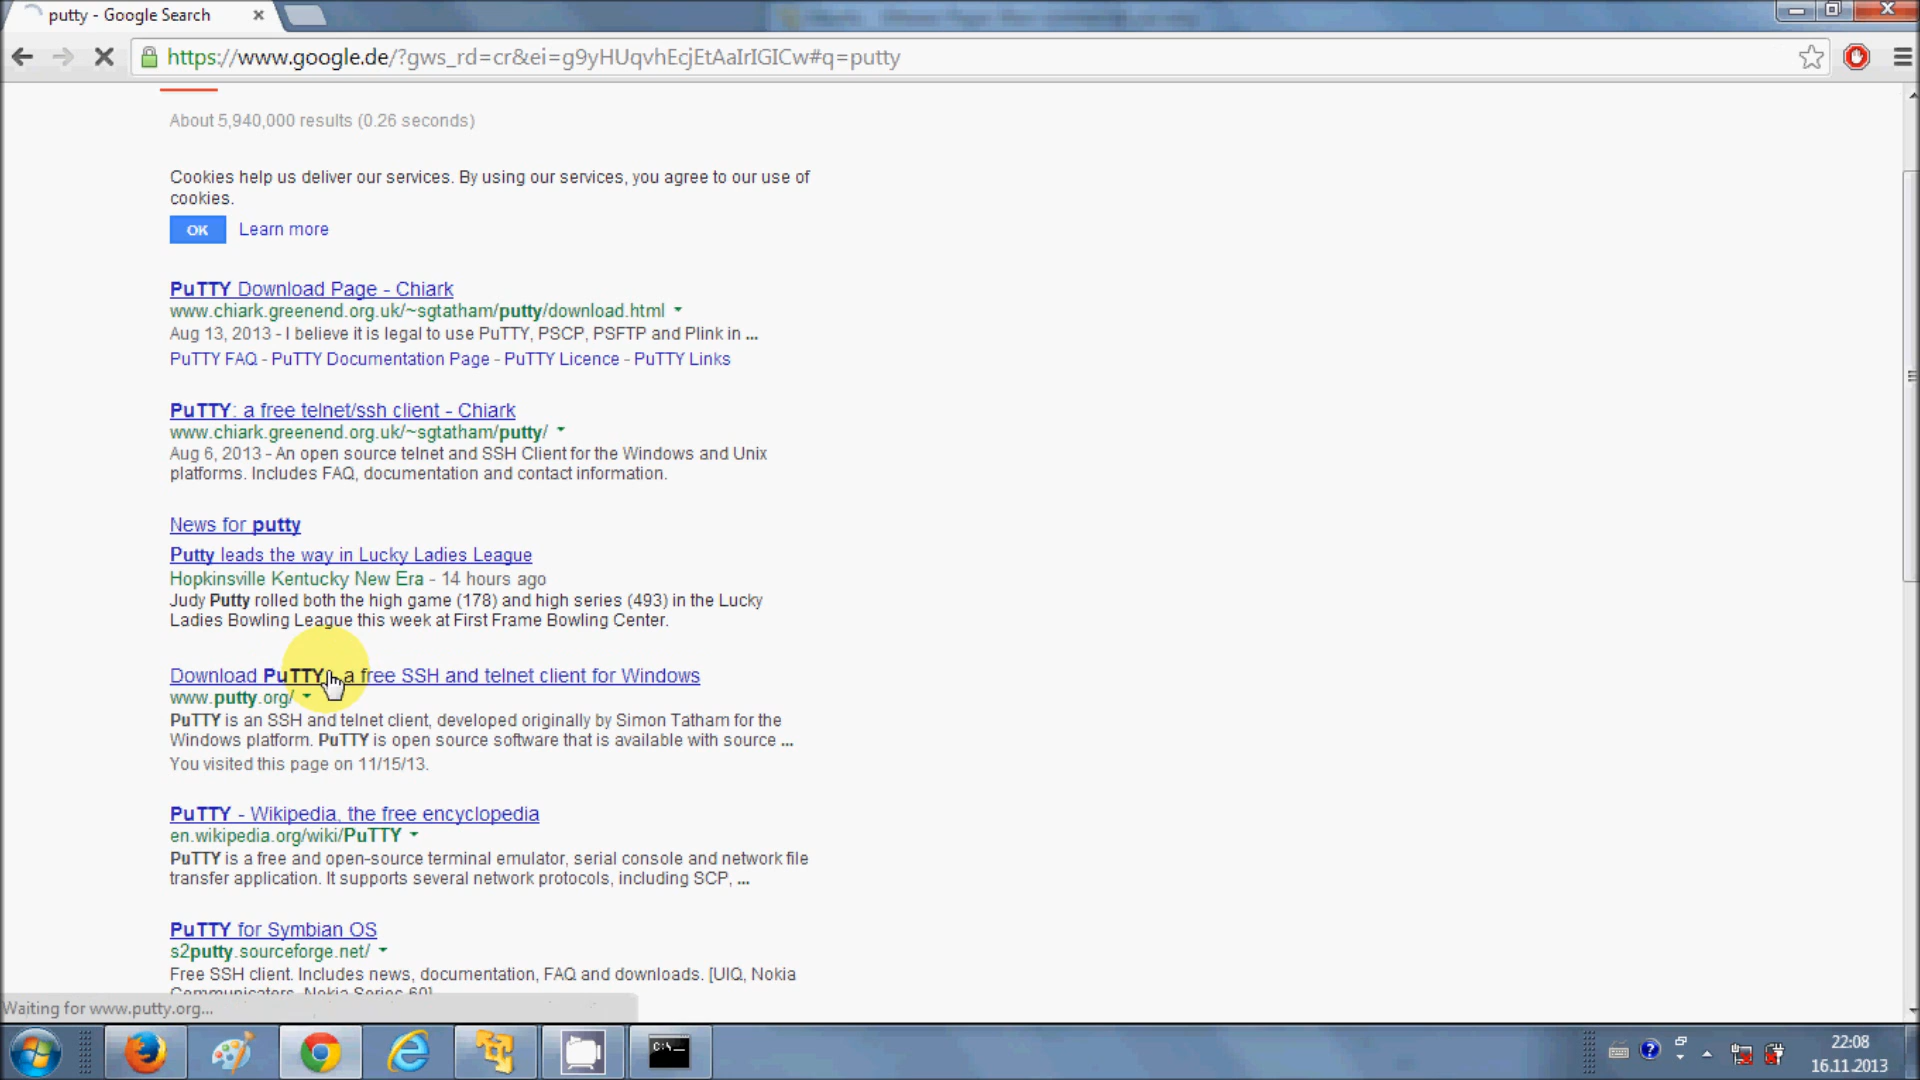 putty - Google Search
https://www.google.de/?gws_rd=cr&ei=g9yHUqvhEcjEtAaIrIGICw#q=putty
About 5,940,000 results (0.26 seconds)
Cookies help us deliver our services. By using our services, you agree to our use of
cookies.
OK Learn more
PuTTY Download Page - Chiark
www.chiark.greenend.org.uk/~sgtatham/putty/download.html
Aug 13, 2013 - I believe it is legal to use PuTTY, PSCP, PSFTP and Plink in ...
PuTTY FAQ - PuTTY Documentation Page - PuTTY Licence - PuTTY Links
PuTTY: a free telnet/ssh client - Chiark
www.chiark.greenend.org.uk/~sgtatham/putty/
Aug 6, 2013 - An open source telnet and SSH Client for the Windows and Unix
platforms. Includes FAQ, documentation and contact information.
News for putty
Putty leads the way in Lucky Ladies League
Hopkinsville Kentucky New Era - 14 hours ago
Judy Putty rolled both the high game (178) and high series (493) in the Lucky
Ladies Bowling League this week at First Frame Bowling Center.
Download PuTTY a free SSH and telnet client for Windows
www.putty.org/
PuTTY is an SSH and telnet client, developed originally by Simon Tatham for the
Windows platform. PuTTY is open source software that is available with source ...
You visited this page on 11/15/13.
PuTTY - Wikipedia, the free encyclopedia
en.wikipedia.org/wiki/PuTTY
PuTTY is a free and open-source terminal emulator, serial console and network file
transfer application. It supports several network protocols, including SCP, ...
PuTTY for Symbian OS
s2putty.sourceforge.net/
Free SSH client. Includes news, documentation, FAQ and downloads. [UIQ, Nokia
Communicators, Nokia Series 60]
Waiting for www.putty.org...
C:\_
22:08
16.11.2013